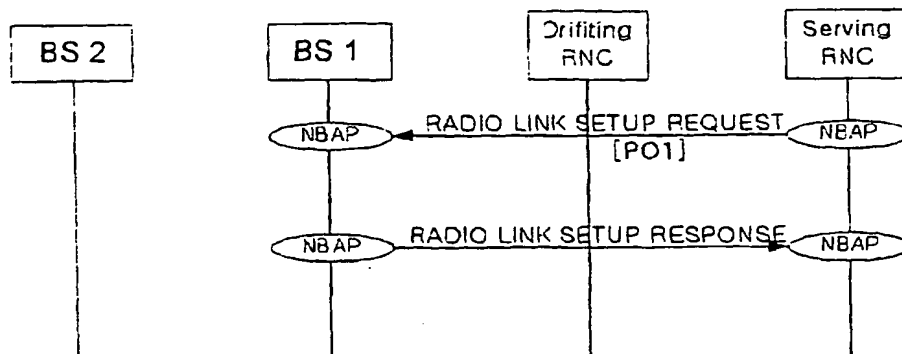 BS 2
BS 1
Drifiting
RNC
Serving
RNC
NBAP
RADIO LINK SETUP REQUEST
[PO1]
NBAP
NBAP
RADIO LINK SETUP RESPONSE
NBAP